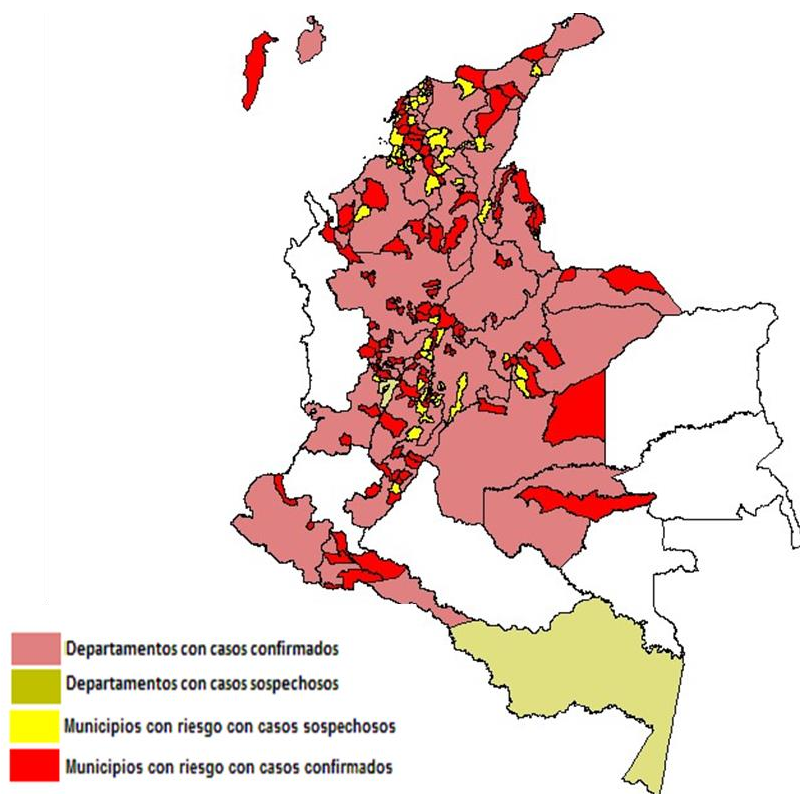 Departamentos con casos confirmados
Departamentos con casos sospechosos
Municipios con riesgo con casos sospechosos
Municipios con riesgo con casos confirmados